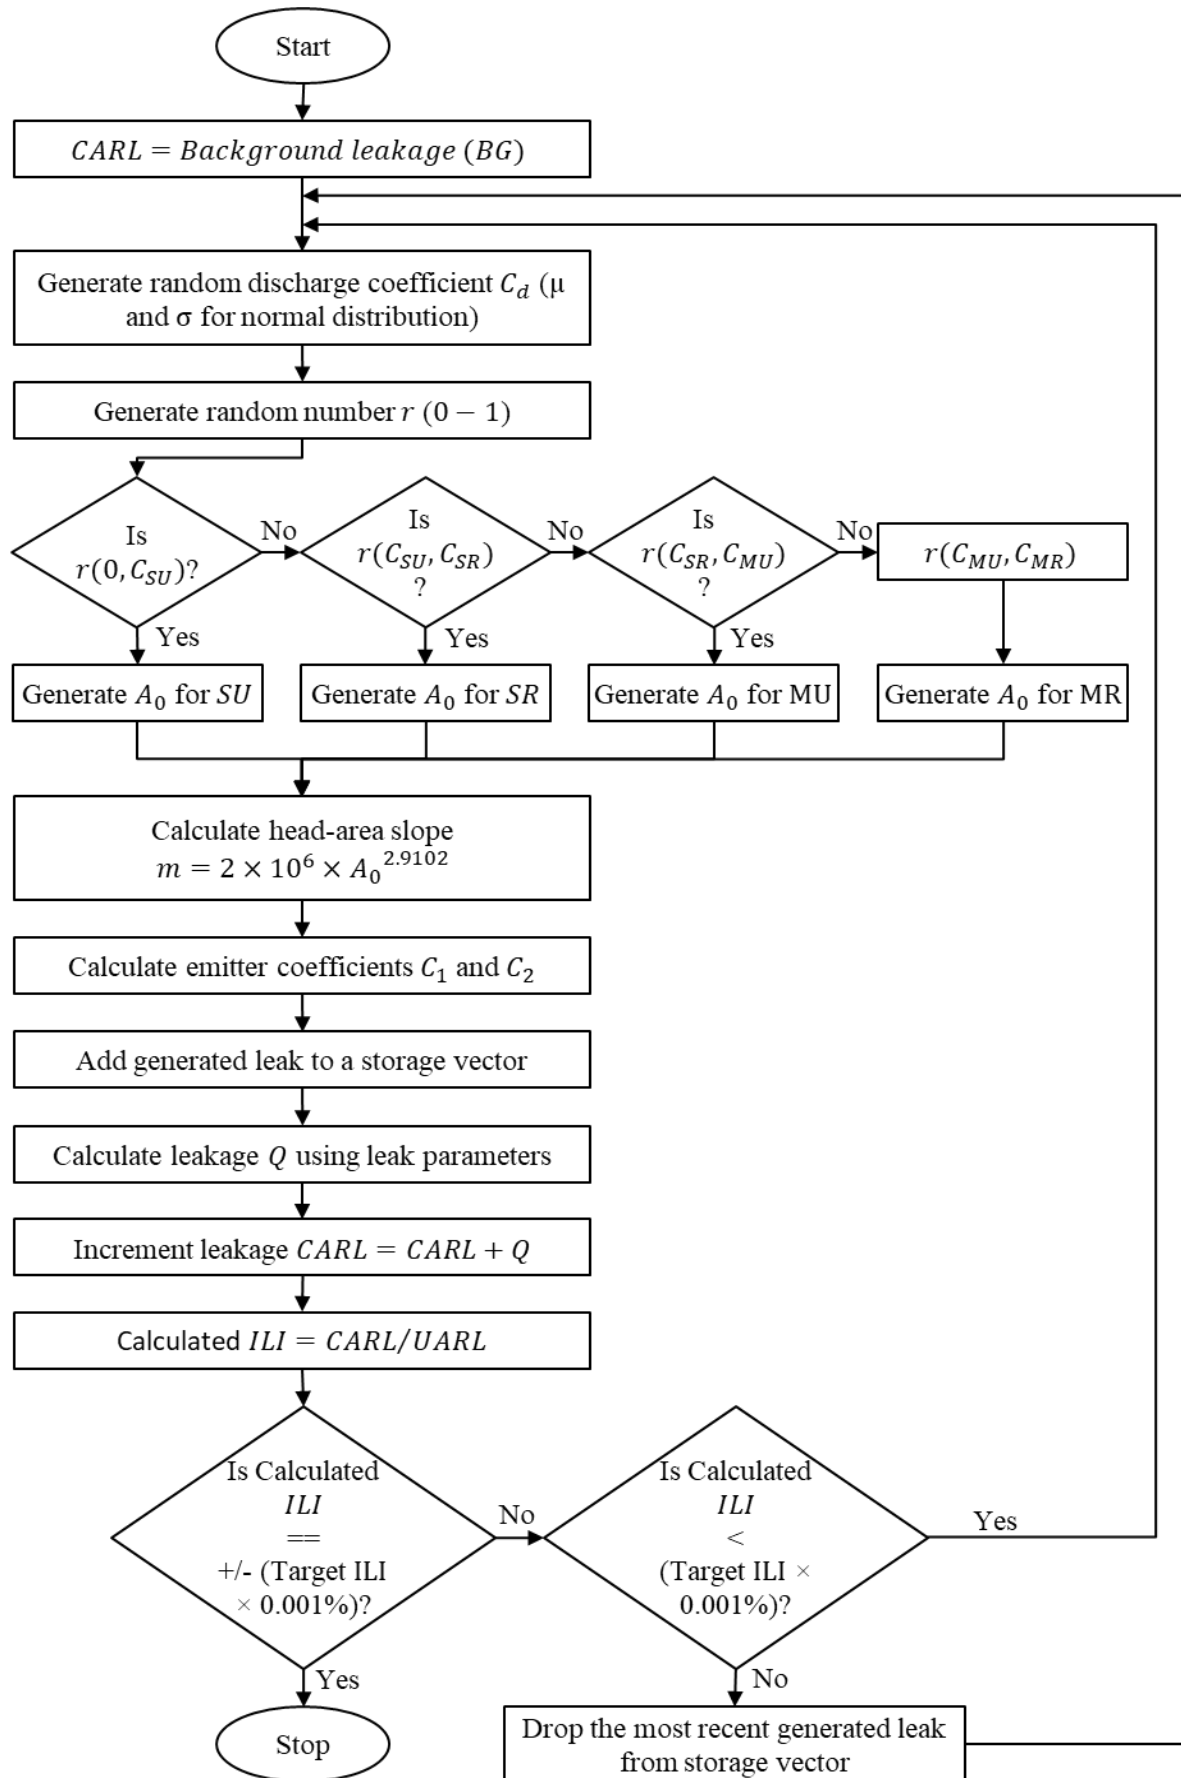 Start
CARL = Background leakage (BG)
Generate random discharge coefficient C_d (μ
and σ for normal distribution)
Generate random number r (0 − 1)
Is
r(0, C_SU)?
No
Is
r(C_SU, C_SR)
?
No
Is
r(C_SR, C_MU)
?
No
r(C_MU, C_MR)
Yes
Yes
Yes
Generate A_0 for SU
Generate A_0 for SR
Generate A_0 for MU
Generate A_0 for MR
Calculate head-area slope
m = 2 × 10^6 × A_0^2.9102
Calculate emitter coefficients C_1 and C_2
Add generated leak to a storage vector
Calculate leakage Q using leak parameters
Increment leakage CARL = CARL + Q
Calculated ILI = CARL/UARL
Is Calculated
ILI
==
+/- (Target ILI
× 0.001%)?
No
Is Calculated
ILI
<
(Target ILI ×
0.001%)?
Yes
Yes
No
Stop
Drop the most recent generated leak
from storage vector